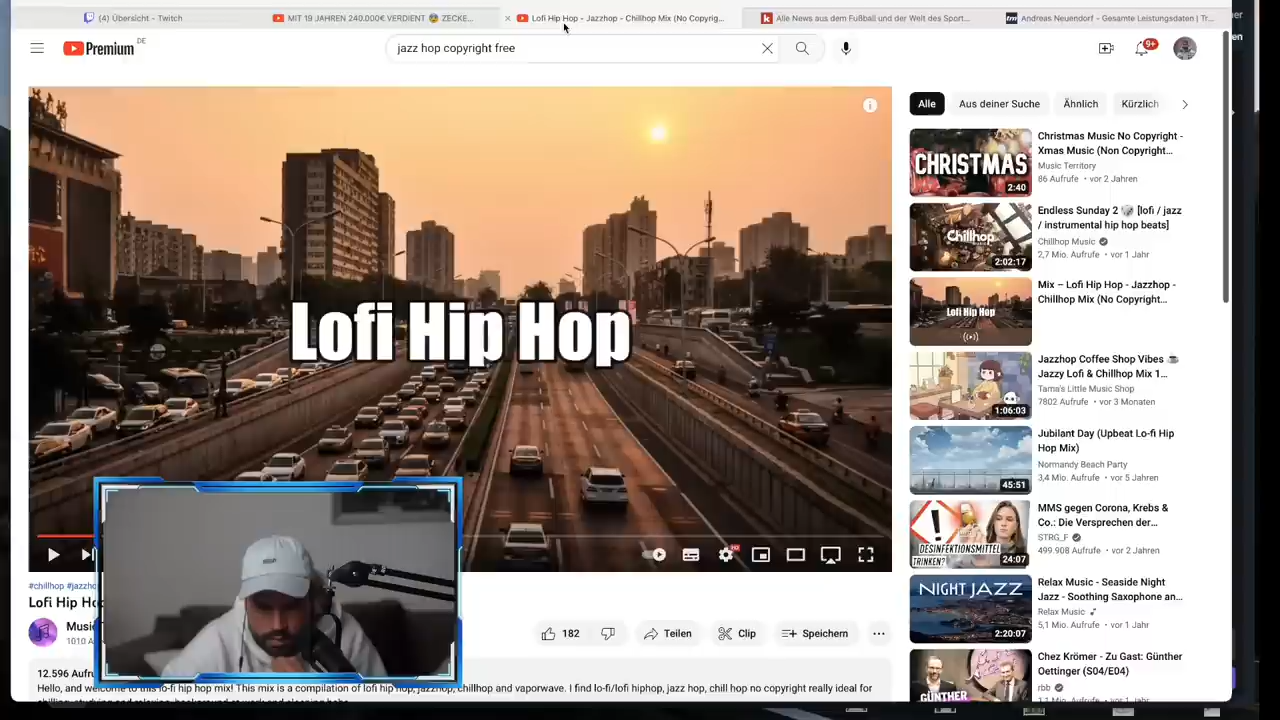 (4) Übersicht - Twitch
MIT 19 JAHREN 240.000€ VERDIENT 😨 ZECKE...
Lofi Hip Hop - Jazzhop - Chillhop Mix (No Copyrig...
Alle News aus dem Fußball und der Welt des Sport...
Andreas Neuendorf - Gesamte Leistungsdaten | Tr...
Premium DE
jazz hop copyright free
9+
Lofi Hip Hop
#chillhop #jazzho
Lofi Hip Ho
Music
1010 A
182
Teilen
Clip
Speichern
12.596 Aufru
Hello, and welcome to this lo-fi hip hop mix! This mix is a compilation of lofi hip hop, jazzhop, chillhop and vaporwave. I find lo-fi/lofi hiphop, jazz hop, chill hop no copyright really ideal for
Alle
Aus deiner Suche
Ähnlich
Kürzlich
CHRISTMAS
2:40
Christmas Music No Copyright -
Xmas Music (Non Copyright...
Music Territory
86 Aufrufe • vor 2 Jahren
Chillhop
2:02:17
Endless Sunday 2 🎲 [lofi / jazz
/ instrumental hip hop beats]
Chillhop Music
2,7 Mio. Aufrufe • vor 1 Jahr
Lofi Hip Hop
Mix – Lofi Hip Hop - Jazzhop -
Chillhop Mix (No Copyright...
1:06:03
Jazzhop Coffee Shop Vibes ☕
Jazzy Lofi & Chillhop Mix 1...
Tama's Little Music Shop
7802 Aufrufe • vor 3 Monaten
45:51
Jubilant Day (Upbeat Lo-fi Hip
Hop Mix)
Normandy Beach Party
3,4 Mio. Aufrufe • vor 5 Jahren
DESINFEKTIONSMITTEL
TRINKEN?
24:07
MMS gegen Corona, Krebs &
Co.: Die Versprechen der...
STRG_F
499.908 Aufrufe • vor 2 Jahren
NIGHT JAZZ
2:20:07
Relax Music - Seaside Night
Jazz - Soothing Saxophone an...
Relax Music
5,1 Mio. Aufrufe • vor 1 Jahr
GÜNTHER
Chez Krömer - Zu Gast: Günther
Oettinger (S04/E04)
rbb